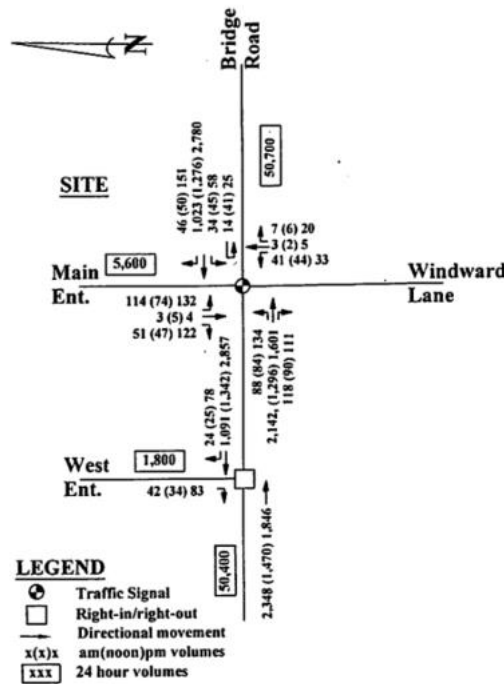 N
Bridge
Road
50,700
SITE
46 (50) 151
1,023 (1,276) 2,780
34 (45) 58
14 (41) 25
7 (6) 20
3 (2) 5
41 (44) 33
5,600
Main
Ent.
Windward
Lane
114 (74) 132
3 (5) 4
51 (47) 122
88 (84) 134
2,142, (1,296) 1,601
118 (90) 111
24 (25) 78
1,091 (1,342) 2,857
West
Ent.
1,800
42 (34) 83
50,400
2,348 (1,470) 1,846
LEGEND
Traffic Signal
Right-in/right-out
Directional movement
x(x)x am(noon)pm volumes
xxx 24 hour volumes